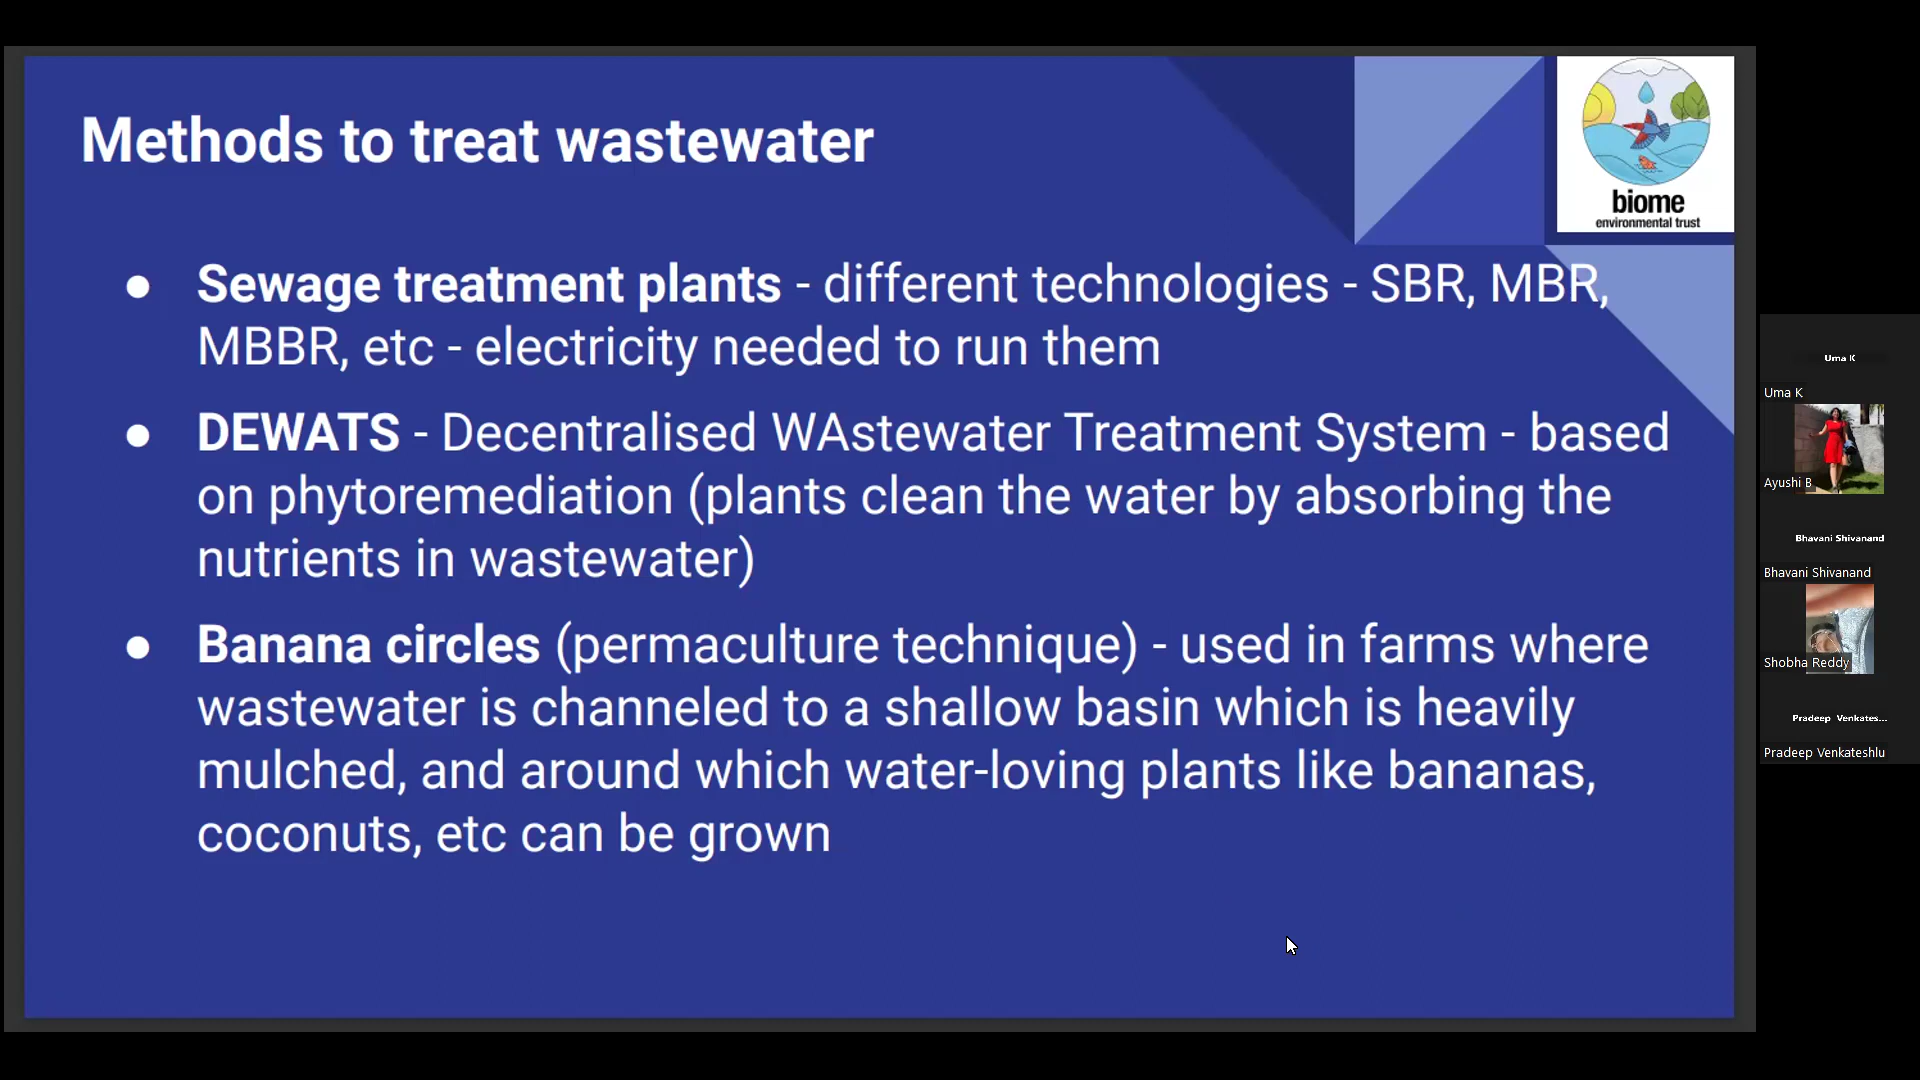 Methods to treat wastewater
biome
environmental trust
● Sewage treatment plants - different technologies - SBR, MBR,
MBBR, etc - electricity needed to run them
● DEWATS - Decentralised WAstewater Treatment System - based
on phytoremediation (plants clean the water by absorbing the
nutrients in wastewater)
● Banana circles (permaculture technique) - used in farms where
wastewater is channeled to a shallow basin which is heavily
mulched, and around which water-loving plants like bananas,
coconuts, etc can be grown
Uma K
Uma K
Ayushi B
Bhavani Shivanand
Bhavani Shivanand
Shobha Reddy
Pradeep Venkates...
Pradeep Venkateshlu